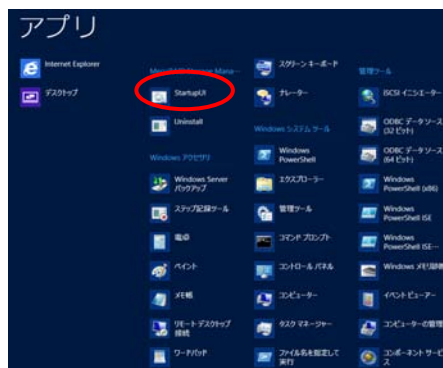 アプリ
Internet Explorer
デスクトップ
StartupUI
Uninstall
Windows アクセサリ
Windows Server
バックアップ
ステップ記録ツール
電卓
ペイント
メモ帳
リモート デスクトップ
接続
ワードパッド
スクリーン キーボード
ナレーター
Windows システム ツール
Windows
PowerShell
エクスプローラー
管理ツール
コマンド プロンプト
コントロール パネル
コンピューター
タスク マネージャー
ファイル名を指定して
実行
管理ツール
iSCSI イニシエーター
ODBC データ ソース
(32 ビット)
ODBC データ ソース
(64 ビット)
Windows
PowerShell (x86)
Windows
PowerShell ISE
Windows
PowerShell ISE...
Windows メモリ診断
イベント ビューアー
コンピューターの管理
コンポーネント サービ
ス